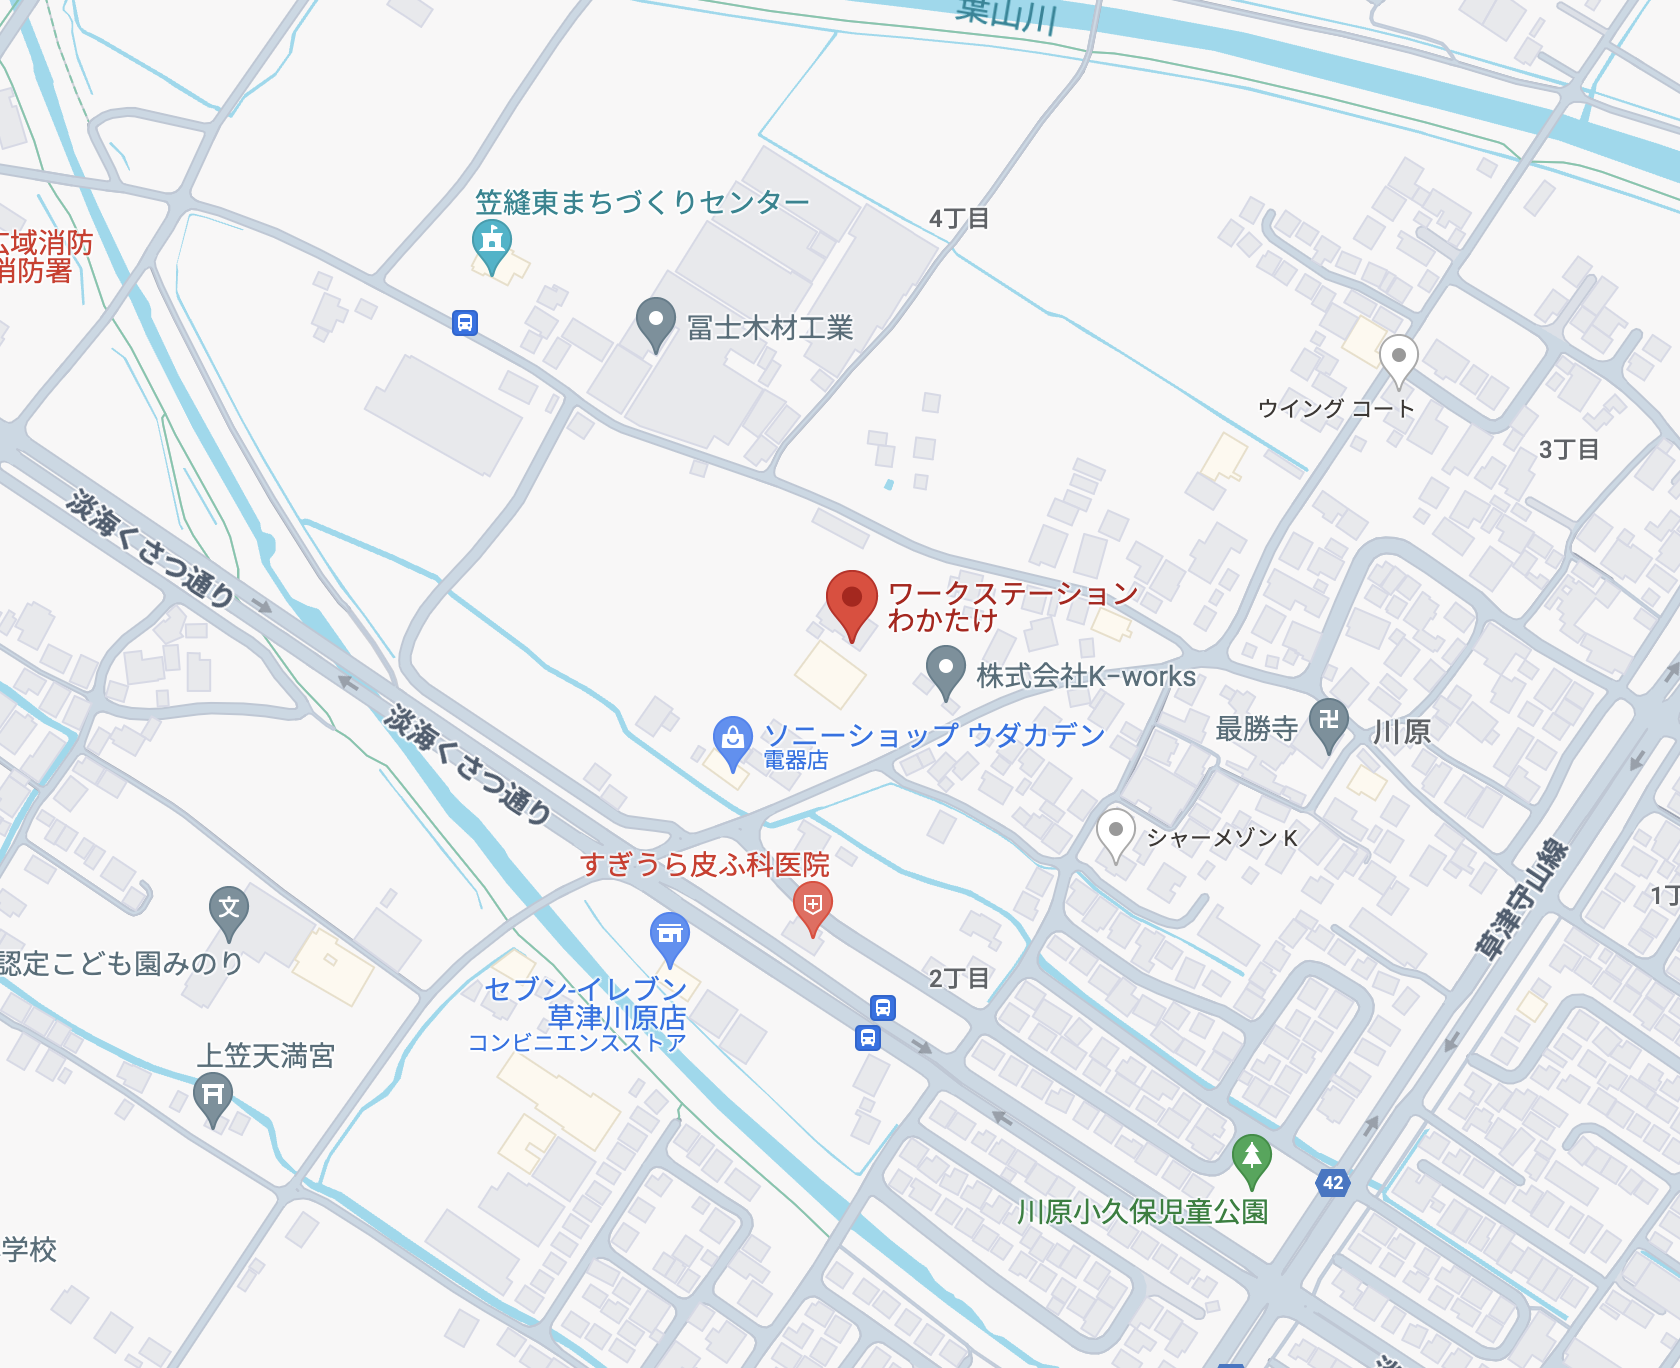 葉山川
笠縫東まちづくりセンター
4丁目
広域消防
消防署
冨士木材工業
ウイング コート
3丁目
淡海くさつ通り
ワークステーション
わかたけ
株式会社K-works
淡海くさつ通り
ソニーショップ ウダカデン
電器店
最勝寺
川原
シャーメゾン K
すぎうら皮ふ科医院
草津守山線
文
認定こども園みのり
セブン-イレブン
草津川原店
コンビニエンスストア
2丁目
上笠天満宮
42
川原小久保児童公園
学校